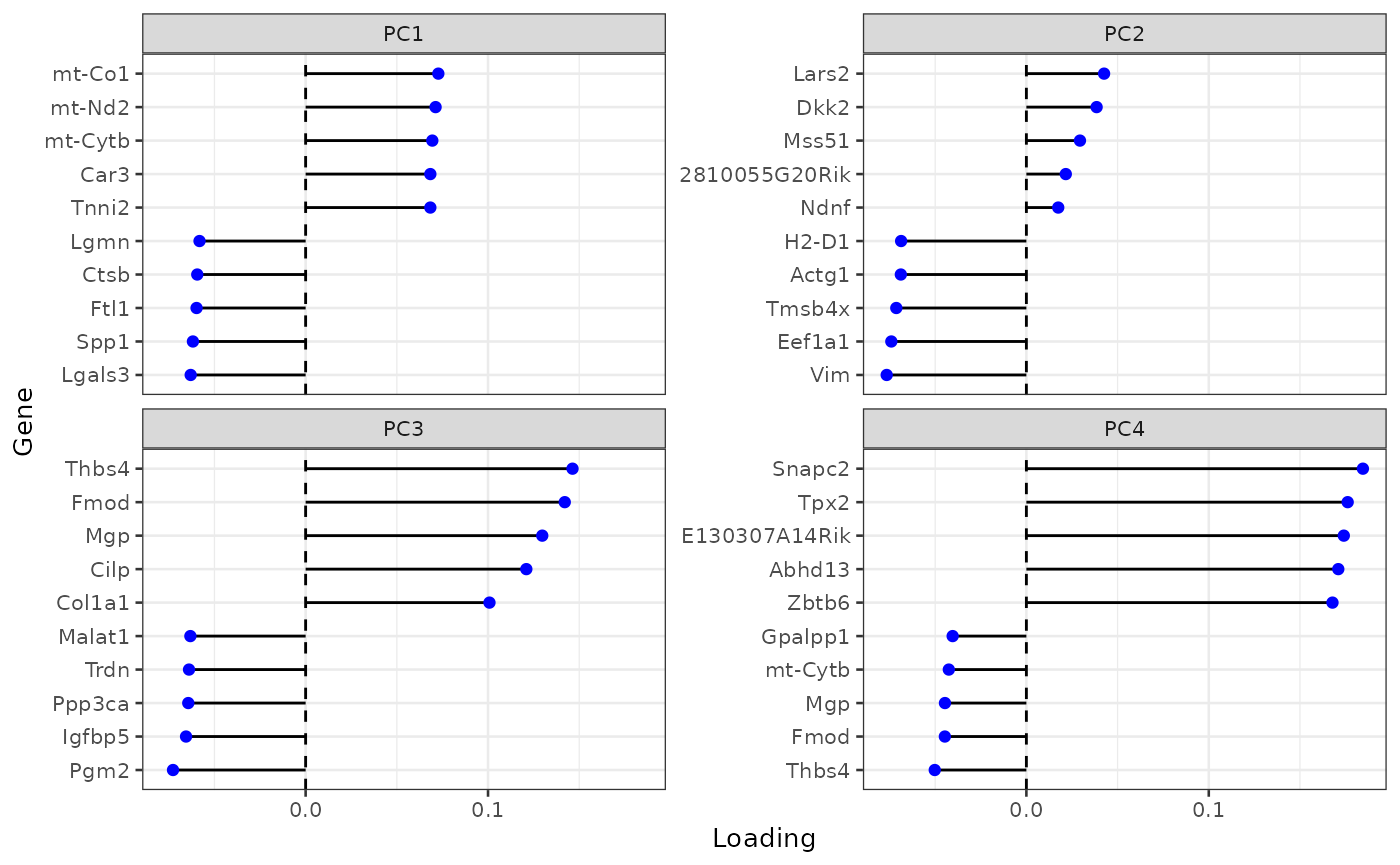 PC1
mt-Co1
mt-Nd2
mt-Cytb
Car3
Tnni2
Lgmn
Ctsb
Ftl1
Spp1
Lgals3
PC2
Lars2
Dkk2
Mss51
2810055G20Rik
Ndnf
H2-D1
Actg1
Tmsb4x
Eef1a1
Vim
Gene
PC3
Thbs4
Fmod
Mgp
Cilp
Col1a1
Malat1
Trdn
Ppp3ca
Igfbp5
Pgm2
0.0 0.1
PC4
Snapc2
Tpx2
E130307A14Rik
Abhd13
Zbtb6
Gpalpp1
mt-Cytb
Mgp
Fmod
Thbs4
0.0 0.1
Loading